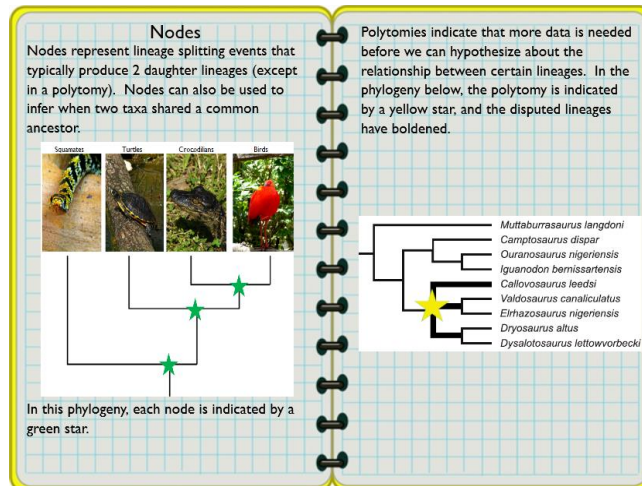 Nodes
Nodes represent lineage splitting events that
typically produce 2 daughter lineages (except
in a polytomy). Nodes can also be used to
infer when two taxa shared a common
ancestor.
Squamates Turtles Crocodilians Birds
In this phylogeny, each node is indicated by a
green star.
Polytomies indicate that more data is needed
before we can hypothesize about the
relationship between certain lineages. In the
phylogeny below, the polytomy is indicated
by a yellow star, and the disputed lineages
have boldened.
Muttaburrasaurus langdoni
Camptosaurus dispar
Ouranosaurus nigeriensis
Iguanodon bernissartensis
Callovosaurus leedsi
Valdosaurus canaliculatus
Elrhazosaurus nigeriensis
Dryosaurus altus
Dysalotosaurus lettowvorbecki